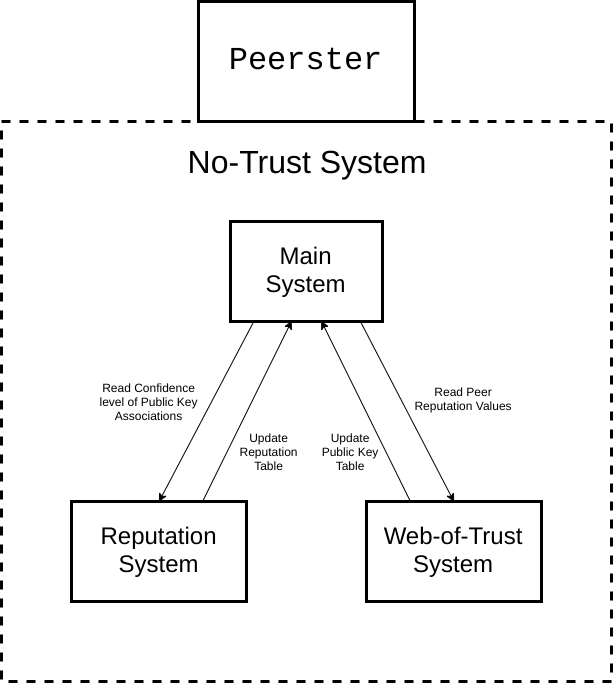 Peerster
No-Trust System
Main
System
Read Confidence
level of Public Key
Associations
Read Peer
Reputation Values
Update
Reputation
Table
Update
Public Key
Table
Reputation
System
Web-of-Trust
System